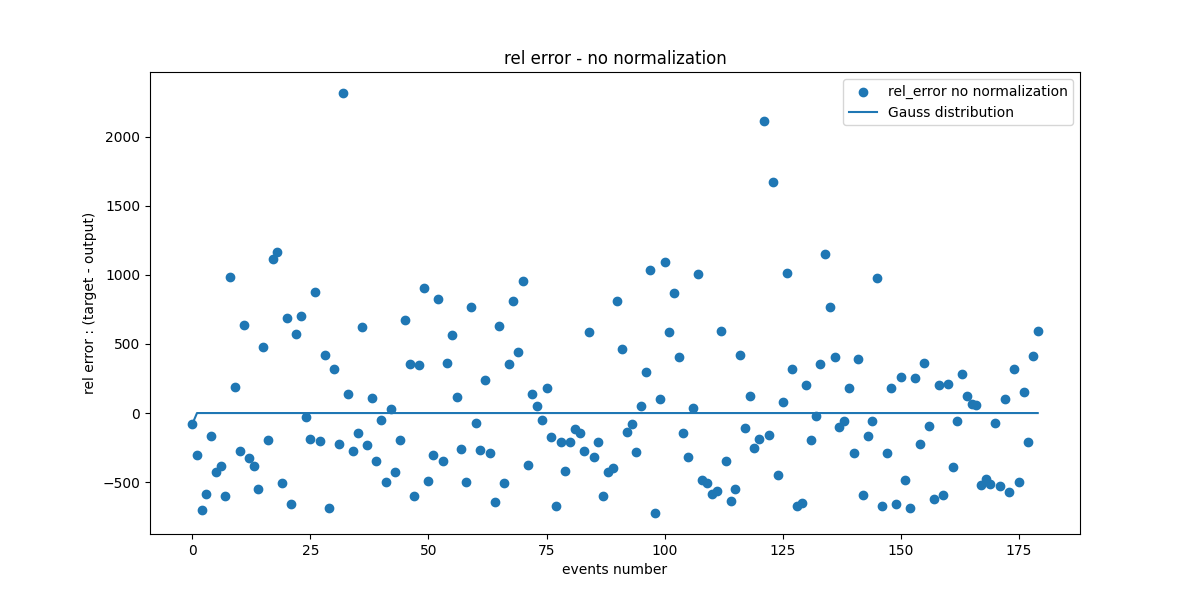 rel error - no normalization
rel_error no normalization
Gauss distribution
rel error : (target - output)
2000
1500
1000
500
0
−500
0 25 50 75 100 125 150 175
events number